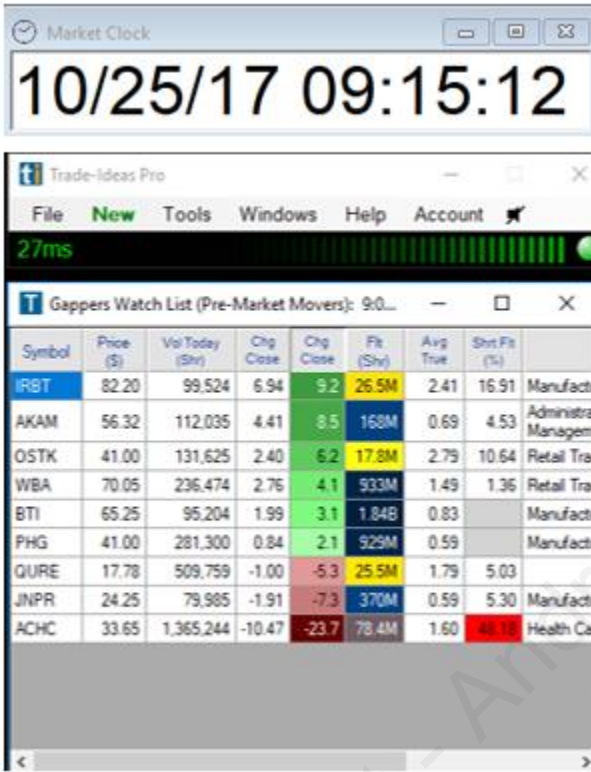 Market Clock
10/25/17 09:15:12
Trade-Ideas Pro
File New Tools Windows Help Account
27ms
Gappers Watch List (Pre-Market Movers): 9:0...
Symbol Price ($) Vol Today (Shr) Chg Close Chg Close Flt (Shr) Avg True Shrt Flt (%)
IRBT 82.20 99,524 6.94 9.2 26.5M 2.41 16.91 Manufact
AKAM 56.32 112,035 4.41 8.5 168M 0.69 4.53 Administra Managem
OSTK 41.00 131,625 2.40 6.2 17.8M 2.79 10.64 Retail Tra
WBA 70.05 236,474 2.76 4.1 933M 1.49 1.36 Retail Tra
BTI 65.25 95,204 1.99 3.1 1.84B 0.83 Manufact
PHG 41.00 281,300 0.84 2.1 929M 0.59 Manufact
QURE 17.78 509,759 -1.00 -5.3 25.5M 1.79 5.03
JNPR 24.25 79,985 -1.91 -7.3 370M 0.59 5.30 Manufact
ACHC 33.65 1,365,244 -10.47 -23.7 78.4M 1.60 48.18 Health Ca